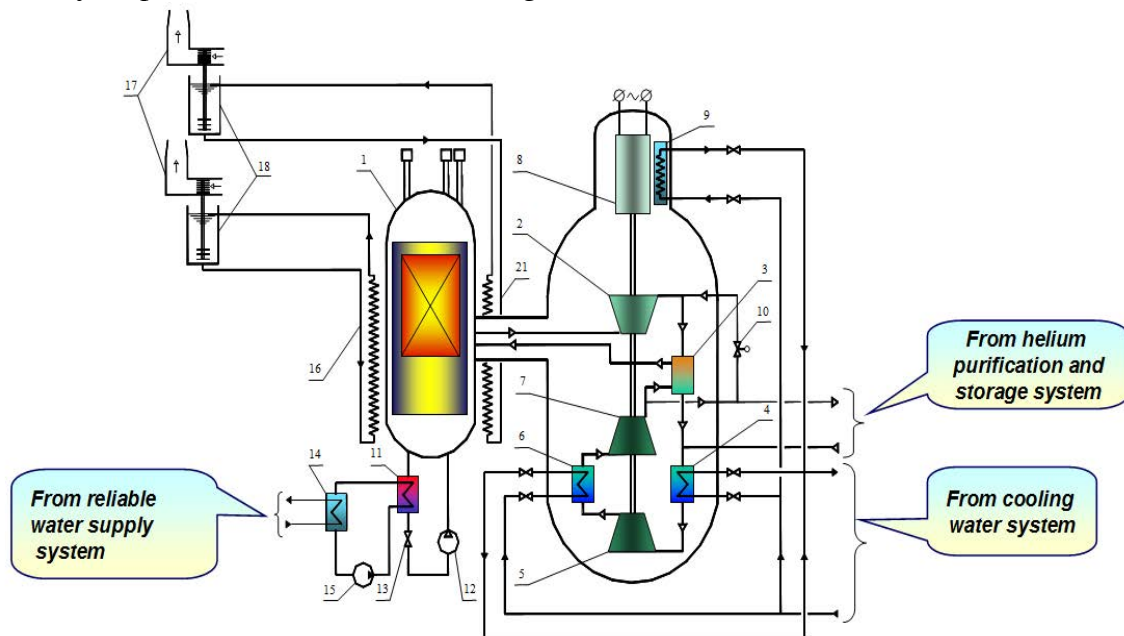 17
18
1
9
8
2
21
3
10
16
7
6
4
14
11
5
15
13
12
From helium
purification and
storage system
From reliable
water supply
system
From cooling
water system